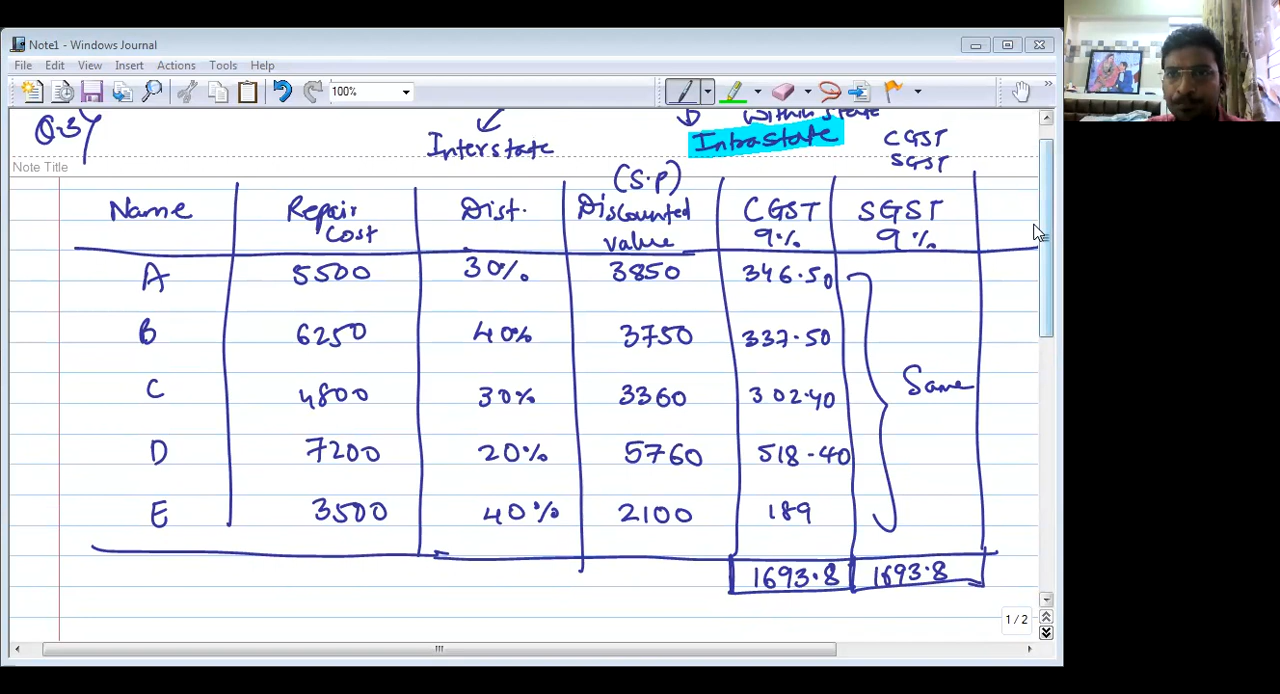 Note1 - Windows Journal
File Edit View Insert Actions Tools Help
100%
Q.34
within state
Interstate
Intrastate
CGST
SGST
Note Title
(S.P)
Name Repair Cost Dist. Discounted value CGST 9% SGST 9%
A 5500 30% 3850 346.50
B 6250 40% 3750 337.50
C 4800 30% 3360 302.40
Same
D 7200 20% 5760 518.40
E 3500 40% 2100 189
1693.8 1693.8
1 / 2